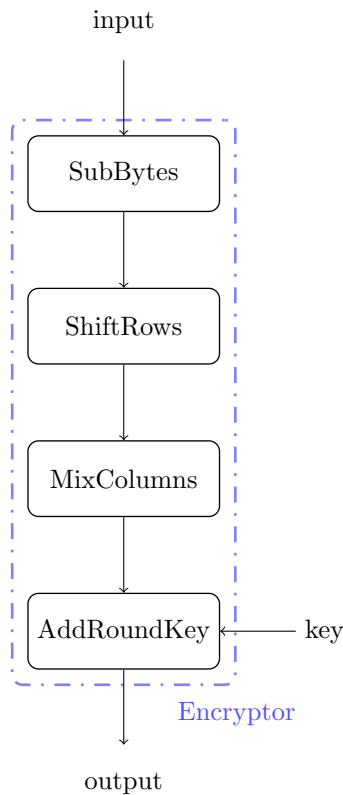 input
SubBytes
ShiftRows
MixColumns
AddRoundKey
key
Encryptor
output